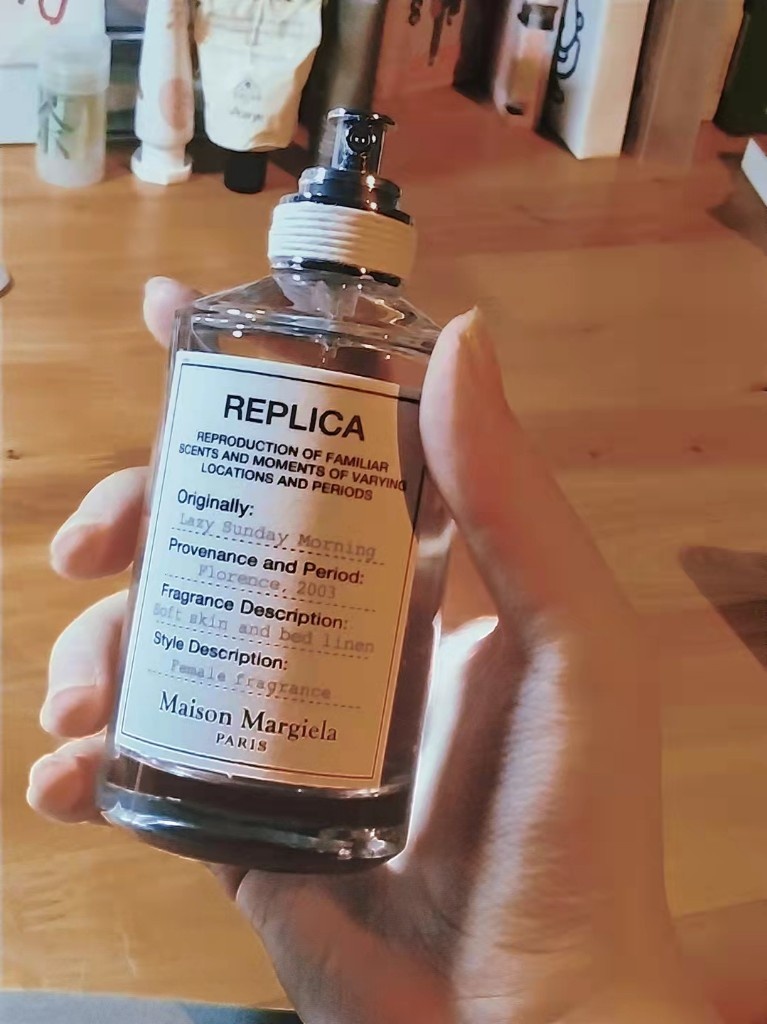 REPLICA
REPRODUCTION OF FAMILIAR
SCENTS AND MOMENTS OF VARYING
LOCATIONS AND PERIODS
Originally:
Lazy Sunday Morning
Provenance and Period:
Florence, 2003
Fragrance Description:
Soft skin and bed linen
Style Description:
Female fragrance
Maison Margiela
PARIS